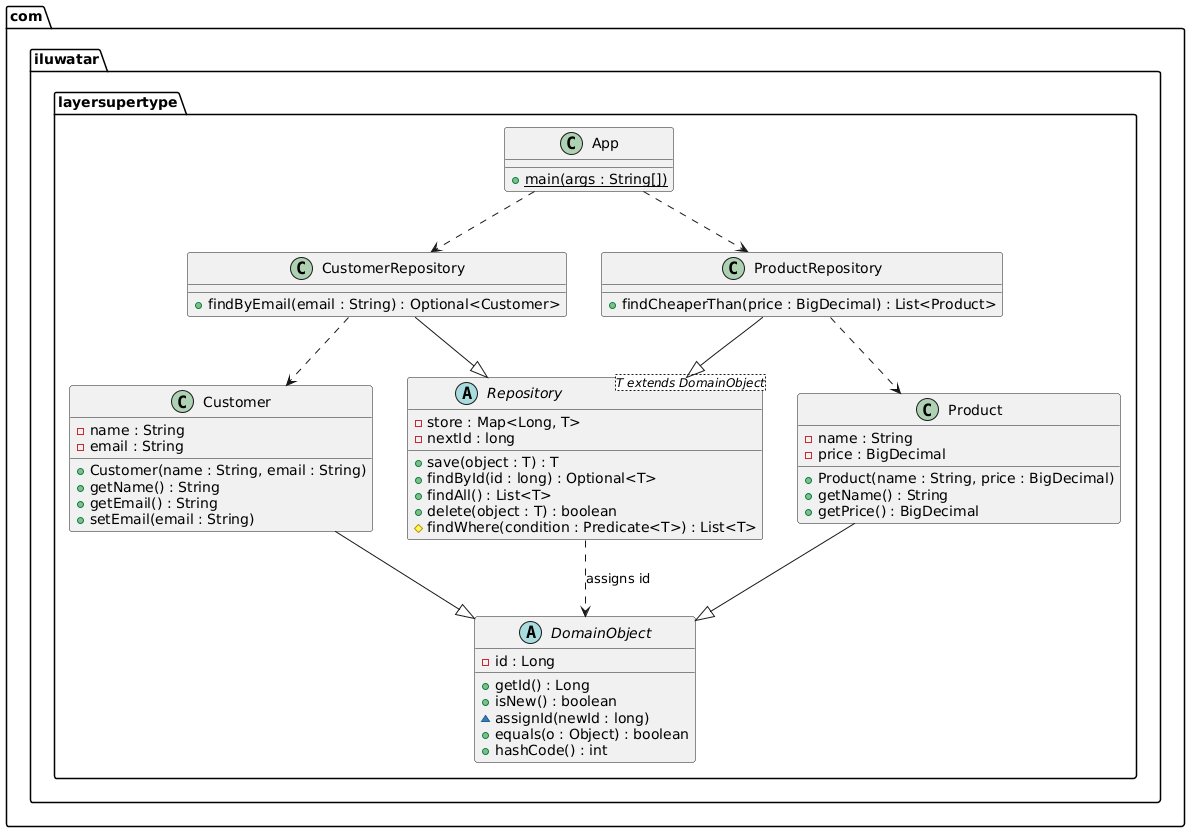 com
iluwatar
layersupertype
C App
main(args : String[])
C CustomerRepository
findByEmail(email : String) : Optional<Customer>
C ProductRepository
findCheaperThan(price : BigDecimal) : List<Product>
C Customer
name : String
email : String
Customer(name : String, email : String)
getName() : String
getEmail() : String
setEmail(email : String)
A Repository
T extends DomainObject
store : Map<Long, T>
nextId : long
save(object : T) : T
findById(id : long) : Optional<T>
findAll() : List<T>
delete(object : T) : boolean
findWhere(condition : Predicate<T>) : List<T>
C Product
name : String
price : BigDecimal
Product(name : String, price : BigDecimal)
getName() : String
getPrice() : BigDecimal
assigns id
A DomainObject
id : Long
getId() : Long
isNew() : boolean
assignId(newId : long)
equals(o : Object) : boolean
hashCode() : int